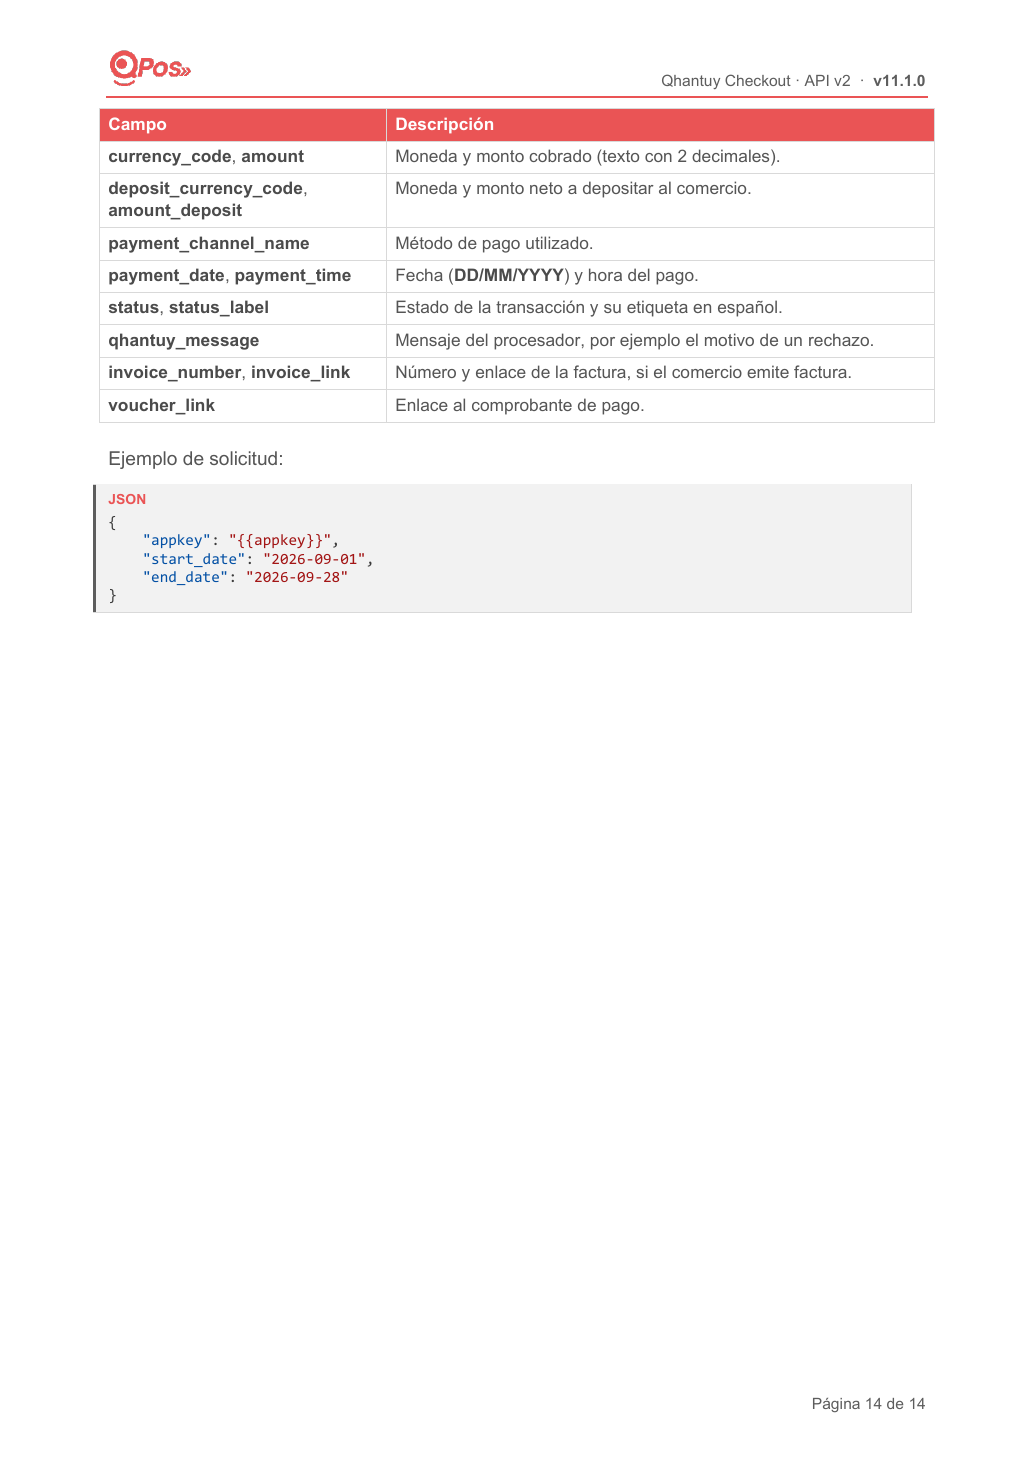 QPos»
Qhantuy Checkout · API v2 · v11.1.0
Campo Descripción
currency_code, amount Moneda y monto cobrado (texto con 2 decimales).
deposit_currency_code, Moneda y monto neto a depositar al comercio.
amount_deposit
payment_channel_name Método de pago utilizado.
payment_date, payment_time Fecha (DD/MM/YYYY) y hora del pago.
status, status_label Estado de la transacción y su etiqueta en español.
qhantuy_message Mensaje del procesador, por ejemplo el motivo de un rechazo.
invoice_number, invoice_link Número y enlace de la factura, si el comercio emite factura.
voucher_link Enlace al comprobante de pago.
Ejemplo de solicitud:
JSON
{
    "appkey": "{{appkey}}",
    "start_date": "2026-09-01",
    "end_date": "2026-09-28"
}
Página 14 de 14